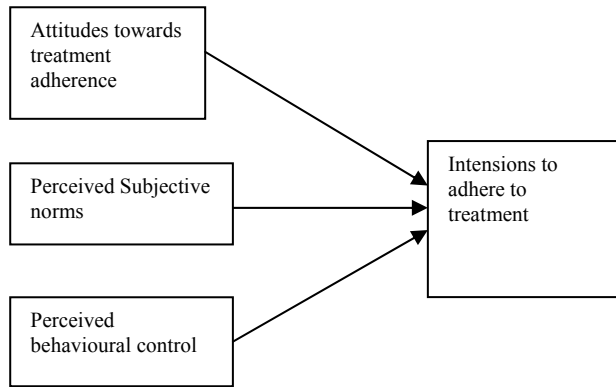 Attitudes towards
treatment
adherence
Perceived Subjective
norms
Perceived
behavioural control
Intensions to
adhere to
treatment